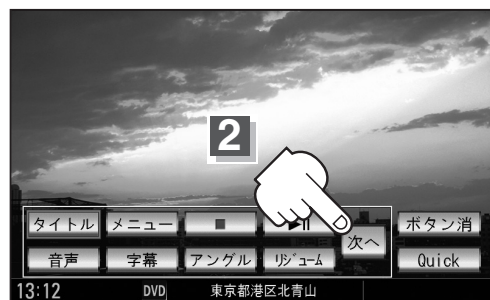 2
タイトル メニュー ■ ▶II 次へ ボタン消
音声 字幕 アングル リジューム Quick
13:12 DVD 東京都港区北青山